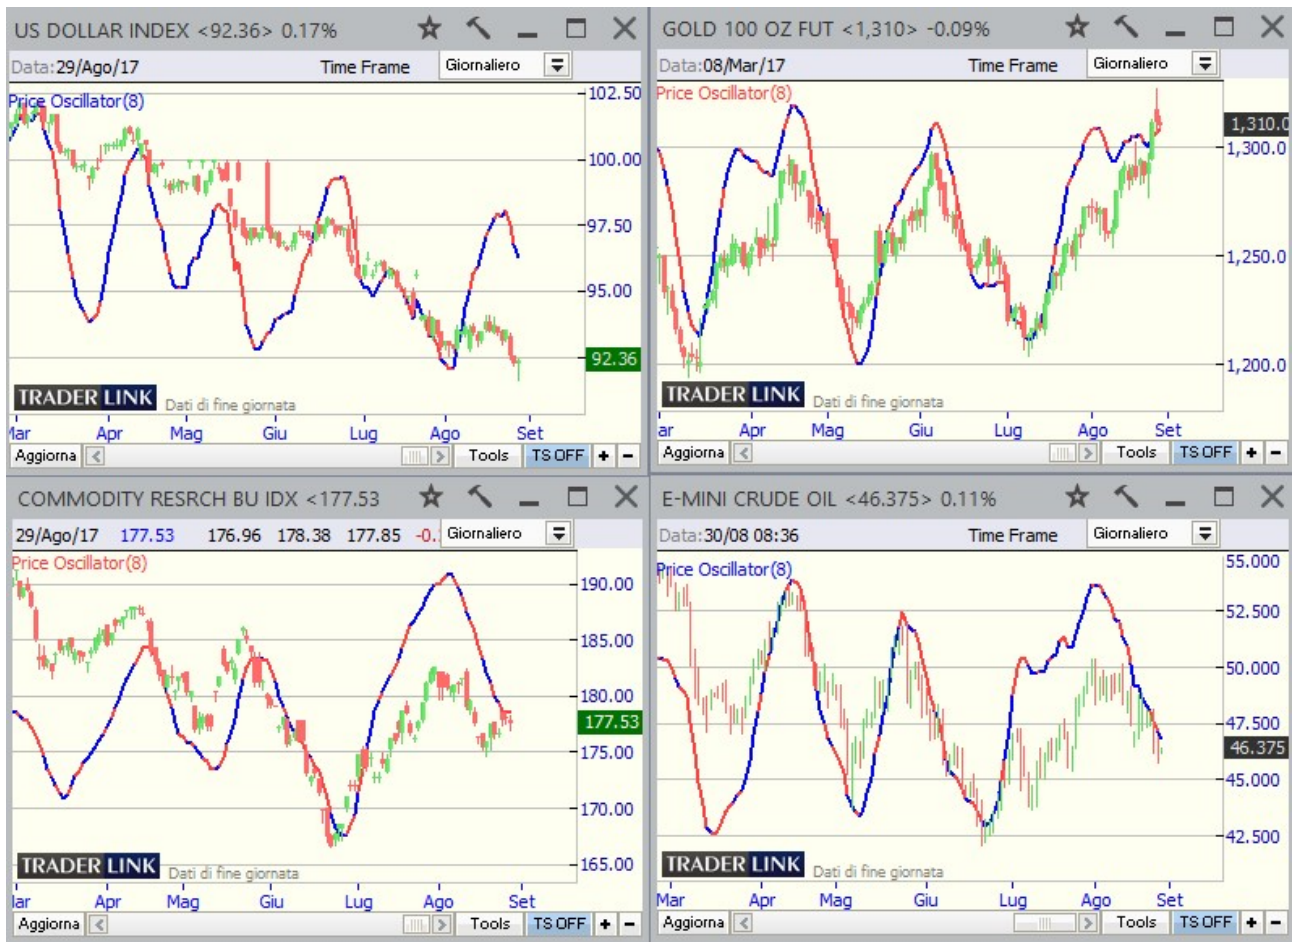 US DOLLAR INDEX <92.36> 0.17%
Data:29/Ago/17 Time Frame Giornaliero
Price Oscillator(8)
102.50
100.00
97.50
95.00
92.36
TRADER LINK Dati di fine giornata
Mar Apr Mag Giu Lug Ago Set
Aggiorna Tools TS OFF + -
GOLD 100 OZ FUT <1,310> -0.09%
Data:08/Mar/17 Time Frame Giornaliero
Price Oscillator(8)
1,310.0
1,300.0
1,250.0
1,200.0
TRADER LINK Dati di fine giornata
ar Apr Mag Giu Lug Ago Set
Aggiorna Tools TS OFF + -
COMMODITY RESRCH BU IDX <177.53
29/Ago/17 177.53 176.96 178.38 177.85 -0. Giornaliero
Price Oscillator(8)
190.00
185.00
180.00
177.53
175.00
170.00
165.00
TRADER LINK Dati di fine giornata
lar Apr Mag Giu Lug Ago Set
Aggiorna Tools TS OFF + -
E-MINI CRUDE OIL <46.375> 0.11%
Data:30/08 08:36 Time Frame Giornaliero
Price Oscillator(8)
55.000
52.500
50.000
47.500
46.375
45.000
42.500
TRADER LINK Dati di fine giornata
Mar Apr Mag Giu Lug Ago Set
Aggiorna Tools TS OFF + -